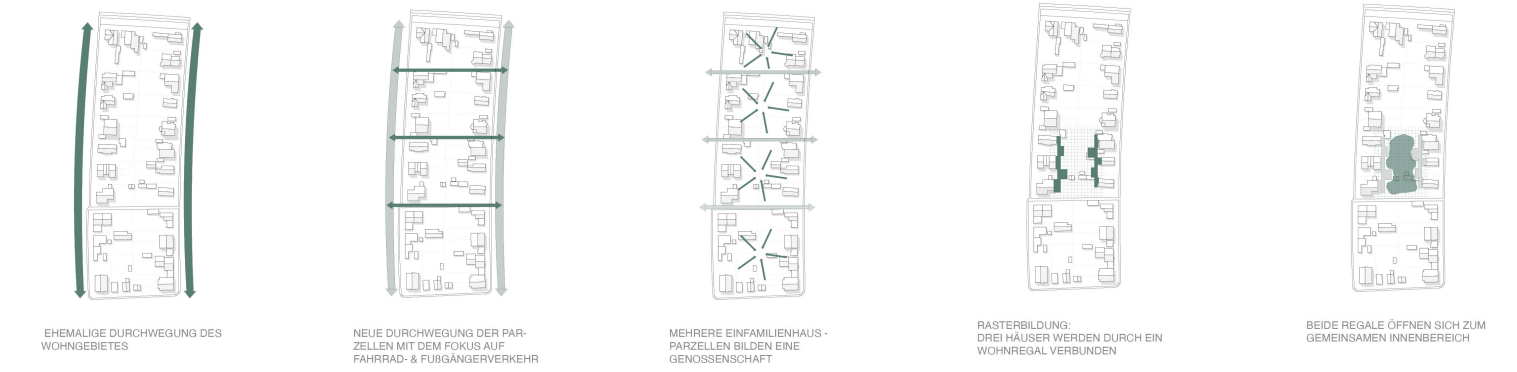 EHEMALIGE DURCHWEGUNG DES
WOHNGEBIETES
NEUE DURCHWEGUNG DER PAR-
ZELLEN MIT DEM FOKUS AUF
FAHRRAD- & FUßGÄNGERVERKEHR
MEHRERE EINFAMILIENHAUS -
PARZELLEN BILDEN EINE
GENOSSENSCHAFT
RASTERBILDUNG:
DREI HÄUSER WERDEN DURCH EIN
WOHNREGAL VERBUNDEN
BEIDE REGALE ÖFFNEN SICH ZUM
GEMEINSAMEN INNENBEREICH